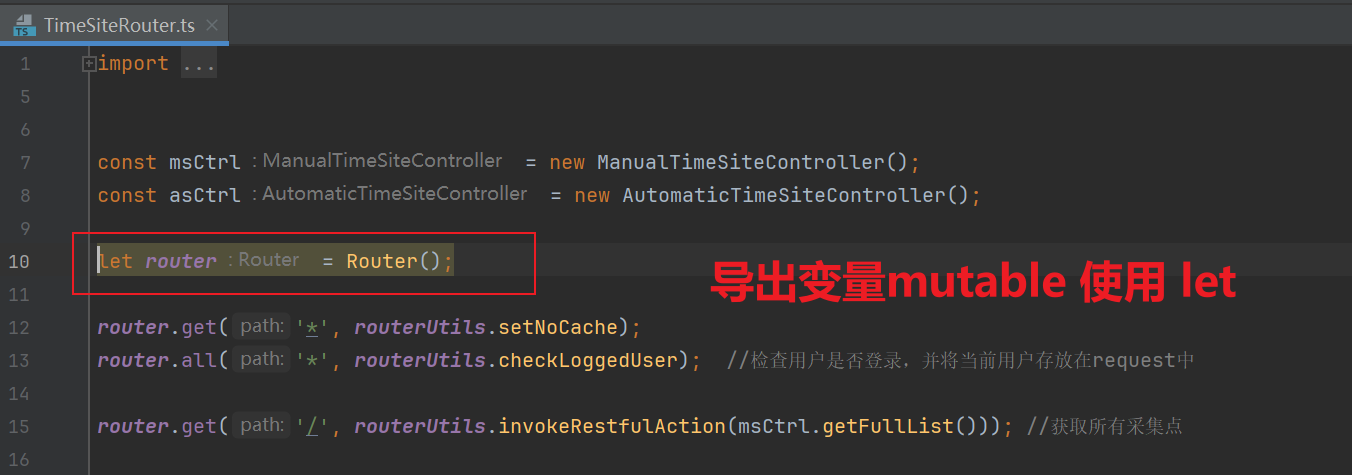 TimeSiteRouter.ts
1 import ...
5
6
7 const msCtrl : ManualTimeSiteController = new ManualTimeSiteController();
8 const asCtrl : AutomaticTimeSiteController = new AutomaticTimeSiteController();
9
10 let router : Router = Router();
导出变量mutable 使用 let
11
12 router.get( path: '*', routerUtils.setNoCache);
13 router.all( path: '*', routerUtils.checkLoggedUser); //检查用户是否登录，并将当前用户存放在request中
14
15 router.get( path: '/', routerUtils.invokeRestfulAction(msCtrl.getFullList())); //获取所有采集点
16